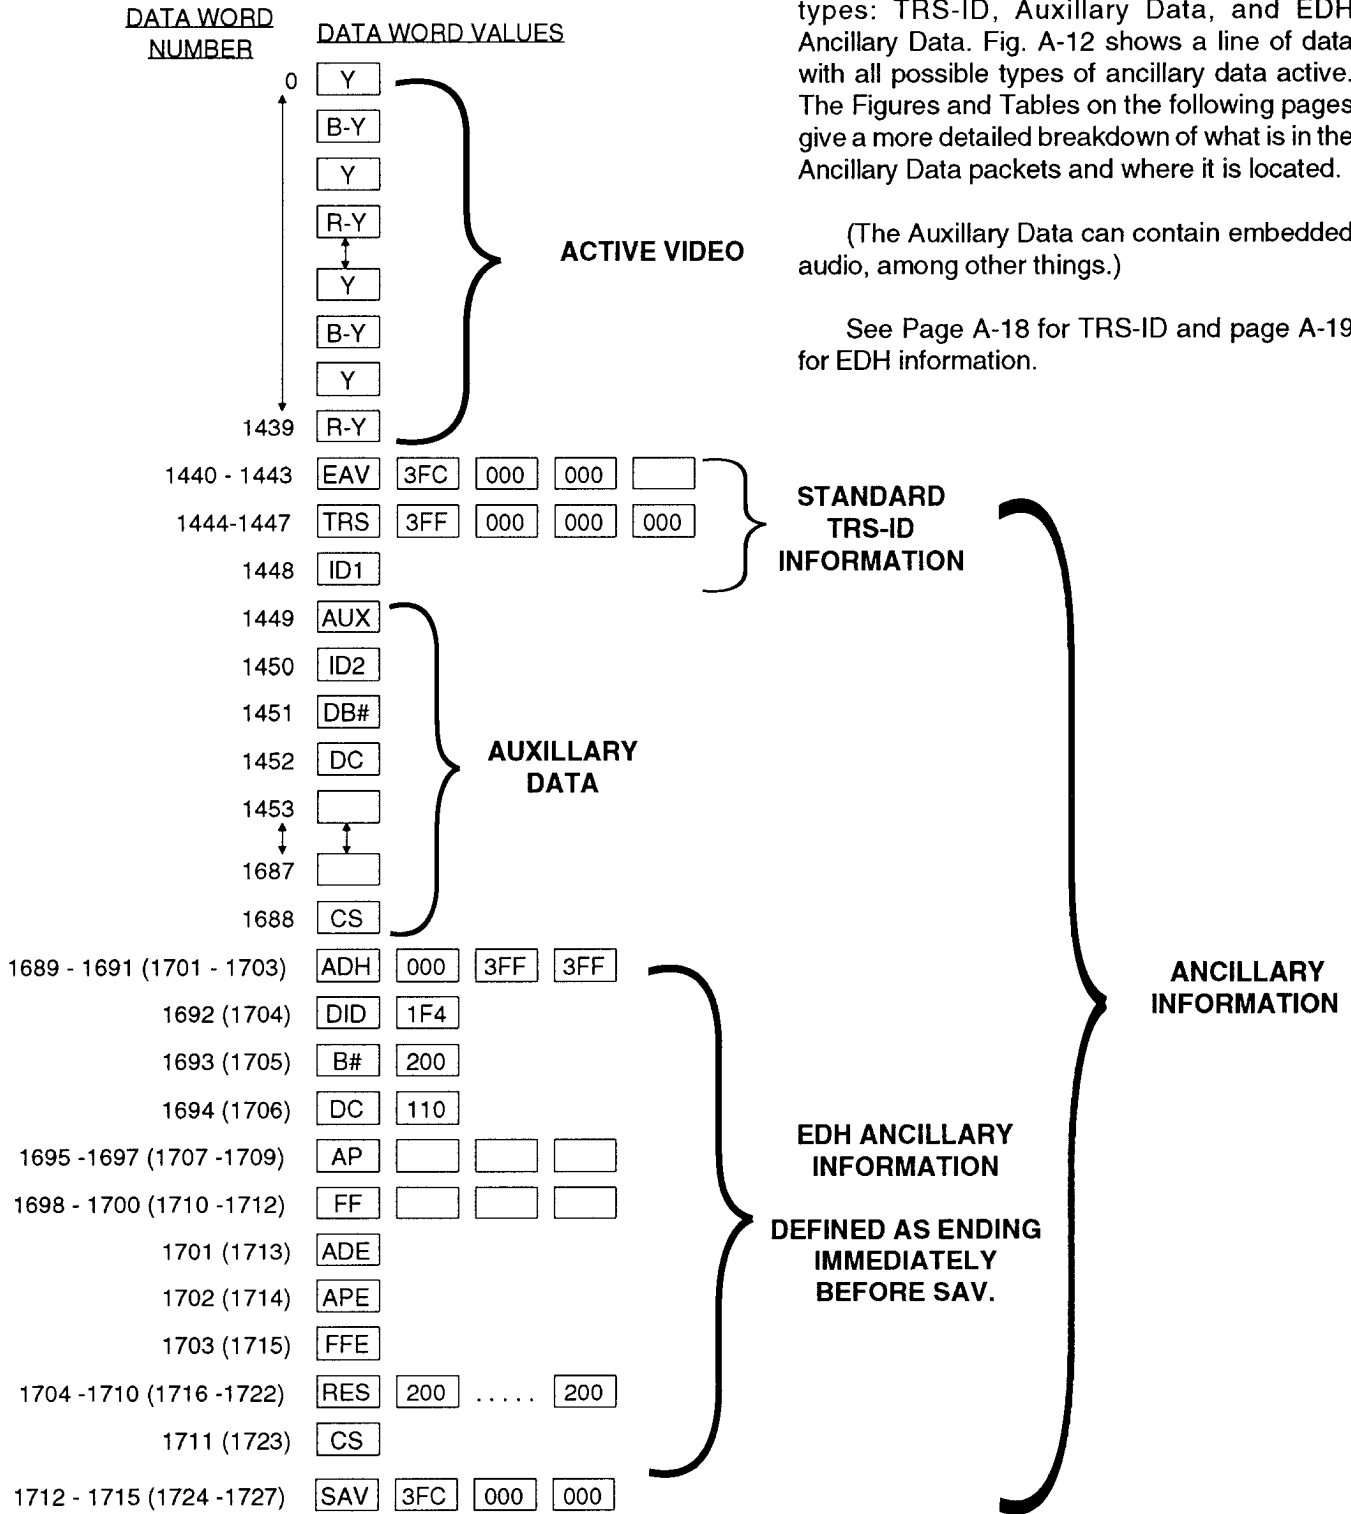 DATA WORD
NUMBER
DATA WORD VALUES
types: TRS-ID, Auxillary Data, and EDH
Ancillary Data. Fig. A-12 shows a line of data
with all possible types of ancillary data active.
The Figures and Tables on the following pages
give a more detailed breakdown of what is in the
Ancillary Data packets and where it is located.
(The Auxillary Data can contain embedded
audio, among other things.)
See Page A-18 for TRS-ID and page A-19
for EDH information.
0 Y
B-Y
Y
R-Y
Y
B-Y
Y
1439 R-Y
ACTIVE VIDEO
1440 - 1443 EAV 3FC 000 000
1444-1447 TRS 3FF 000 000 000
1448 ID1
STANDARD
TRS-ID
INFORMATION
1449 AUX
1450 ID2
1451 DB#
1452 DC
1453
1687
1688 CS
AUXILLARY
DATA
1689 - 1691 (1701 - 1703) ADH 000 3FF 3FF
1692 (1704) DID 1F4
1693 (1705) B# 200
1694 (1706) DC 110
1695 -1697 (1707 -1709) AP
1698 - 1700 (1710 -1712) FF
1701 (1713) ADE
1702 (1714) APE
1703 (1715) FFE
1704 -1710 (1716 -1722) RES 200 ..... 200
1711 (1723) CS
1712 - 1715 (1724 -1727) SAV 3FC 000 000
EDH ANCILLARY
INFORMATION
DEFINED AS ENDING
IMMEDIATELY
BEFORE SAV.
ANCILLARY
INFORMATION